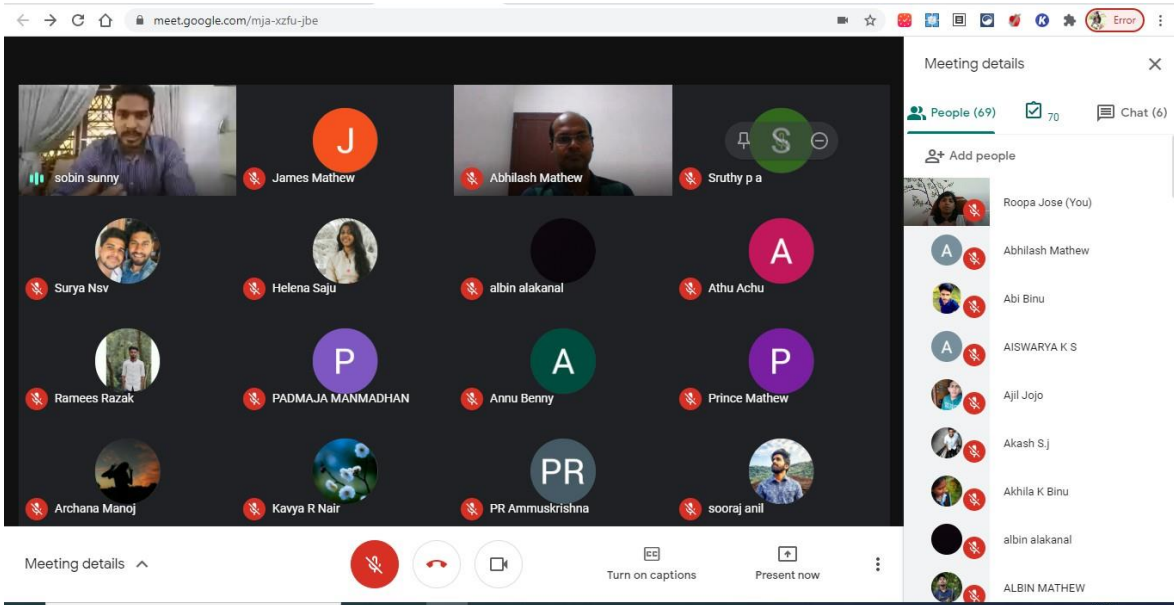 meet.google.com/mja-xzfu-jbe
Error
sobin sunny
J
James Mathew
Abhilash Mathew
S
Sruthy p a
Surya Nsv
Helena Saju
albin alakanal
A
Athu Achu
Ramees Razak
P
PADMAJA MANMADHAN
A
Annu Benny
P
Prince Mathew
Archana Manoj
Kavya R Nair
PR
PR Ammuskrishna
sooraj anil
Meeting details
CC
Turn on captions
Present now
Meeting details
People (69)
70
Chat (6)
Add people
Roopa Jose (You)
A
Abhilash Mathew
Abi Binu
A
AISWARYA K S
Ajil Jojo
Akash S.j
Akhila K Binu
albin alakanal
ALBIN MATHEW